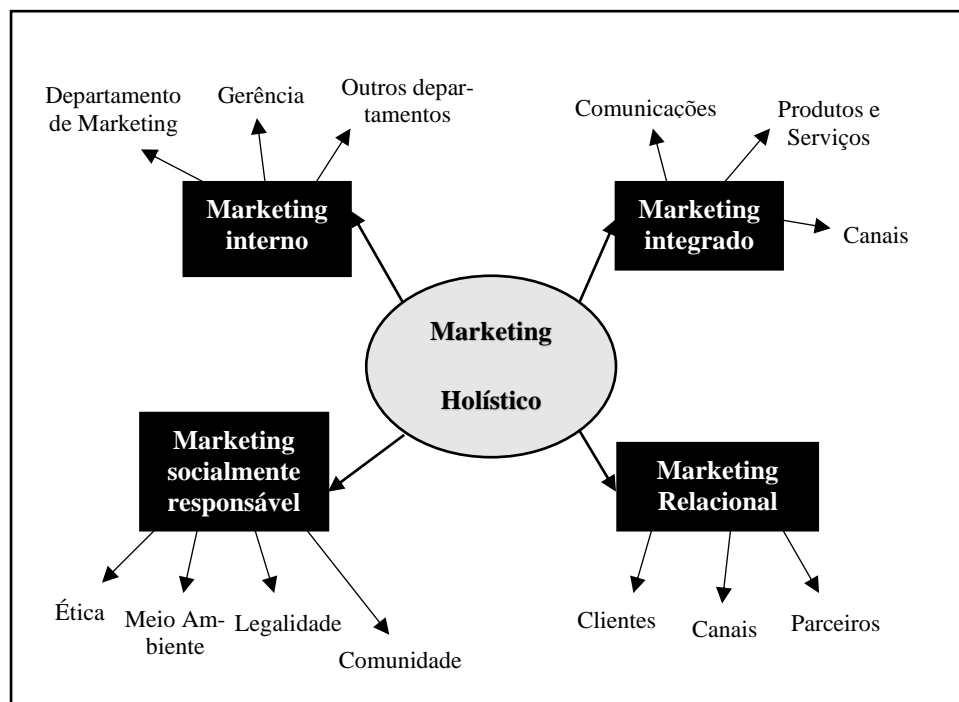 Departamento
de Marketing
Gerência
Outros depar-
tamentos
Comunicações
Produtos e
Serviços
Marketing
interno
Marketing
integrado
Canais
Marketing
Holístico
Marketing
socialmente
responsável
Marketing
Relacional
Ética
Meio Am-
biente
Legalidade
Comunidade
Clientes
Canais
Parceiros